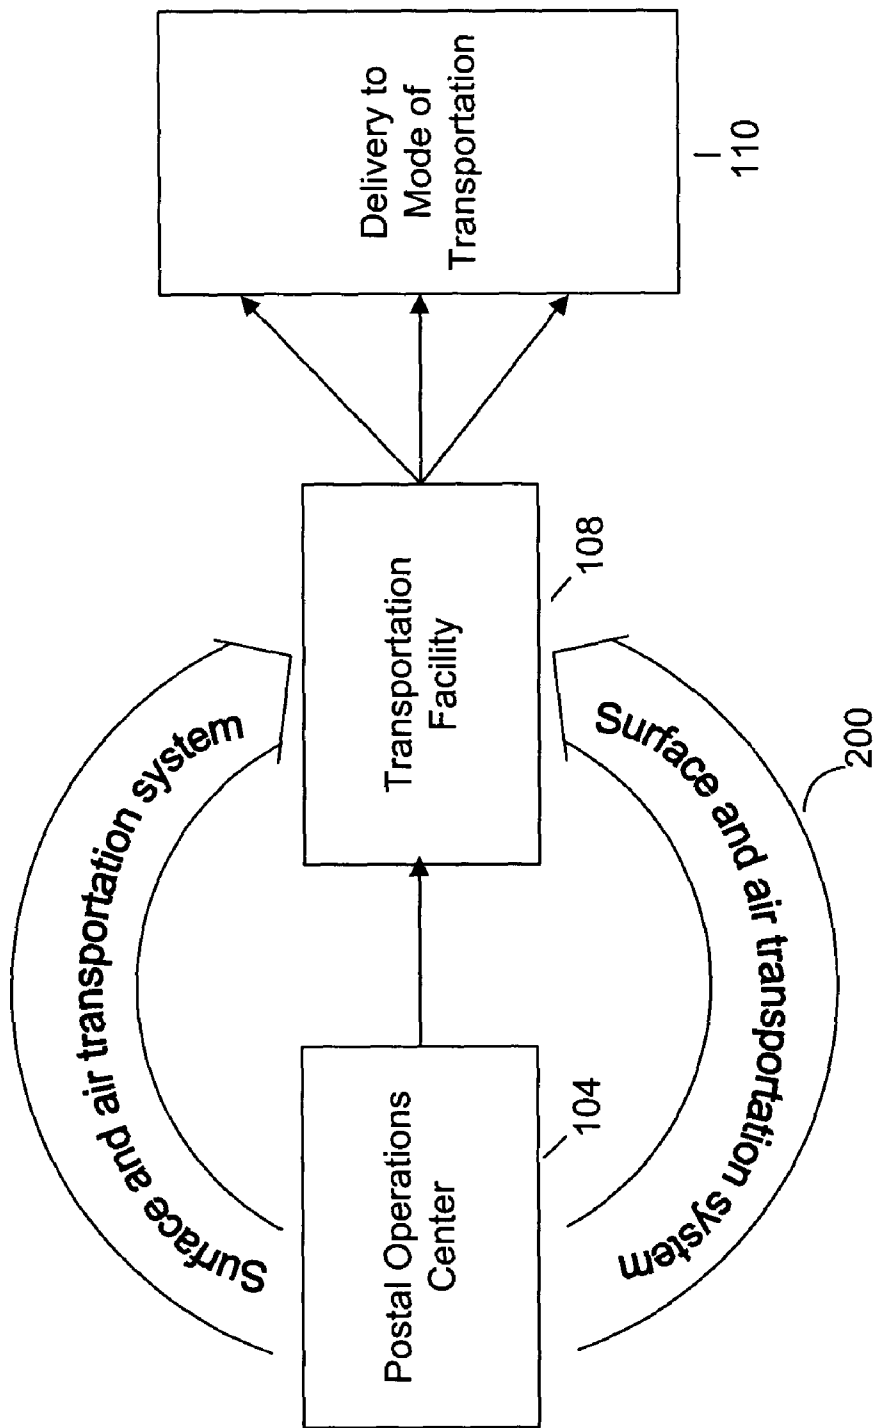 Surface and air transportation system
Postal Operations
Center
104
Transportation
Facility
108
Delivery to
Mode of
Transportation
110
Surface and air transportation system
200